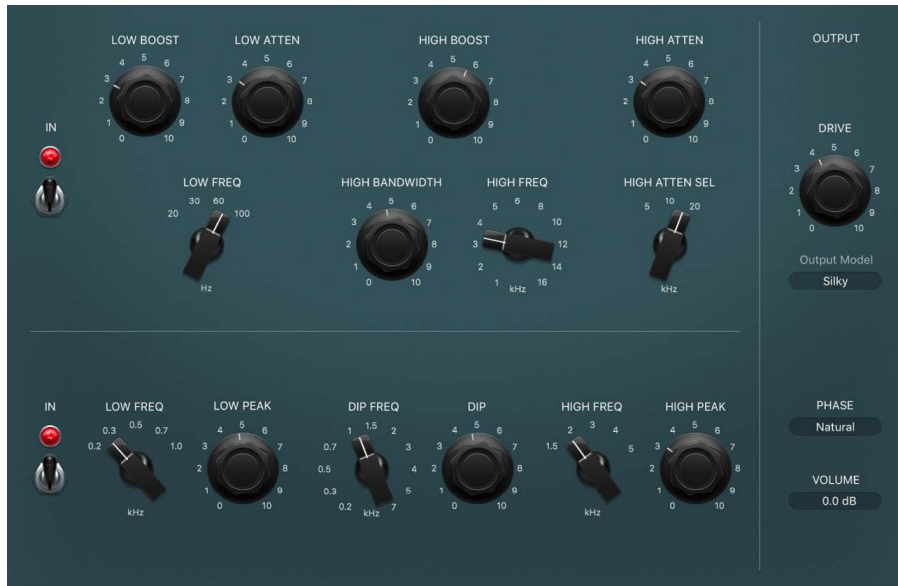 LOW BOOST
0 1 2 3 4 5 6 7 8 9 10
LOW ATTEN
0 1 2 3 4 5 6 7 8 9 10
HIGH BOOST
0 1 2 3 4 5 6 7 8 9 10
HIGH ATTEN
0 1 2 3 4 5 6 7 8 9 10
OUTPUT
IN
DRIVE
0 1 2 3 4 5 6 7 8 9 10
LOW FREQ
20 30 60 100
Hz
HIGH BANDWIDTH
0 1 2 3 4 5 6 7 8 9 10
HIGH FREQ
1 2 3 4 5 6 8 10 12 14 16
kHz
HIGH ATTEN SEL
5 10 20
kHz
Output Model
Silky
IN
LOW FREQ
0.2 0.3 0.5 0.7 1.0
kHz
LOW PEAK
0 1 2 3 4 5 6 7 8 9 10
DIP FREQ
0.2 0.3 0.5 0.7 1 1.5 2 3 4 5 7
kHz
DIP
0 1 2 3 4 5 6 7 8 9 10
HIGH FREQ
1.5 2 3 4 5
kHz
HIGH PEAK
0 1 2 3 4 5 6 7 8 9 10
PHASE
Natural
VOLUME
0.0 dB